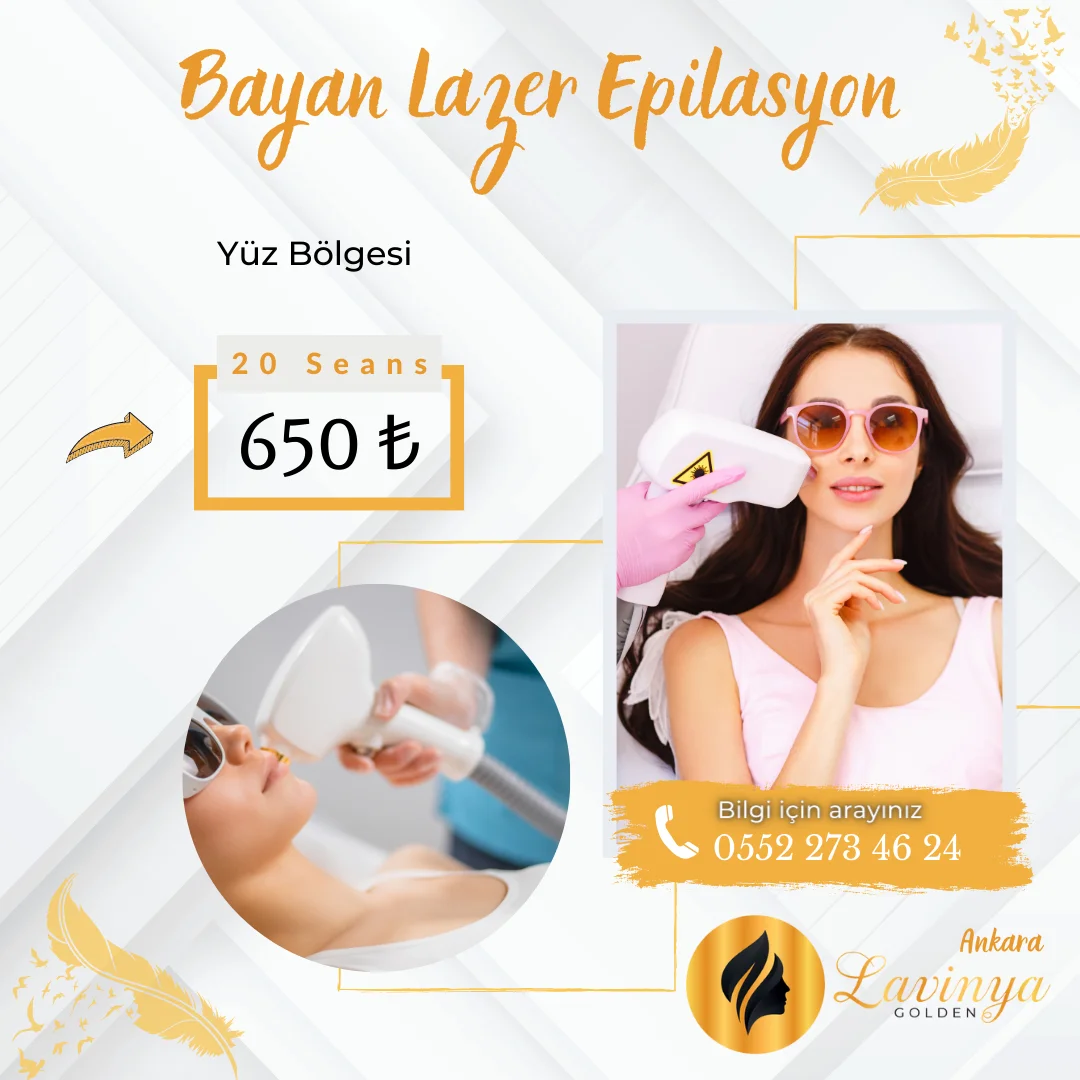 Bayan Lazer Epilasyon
Yüz Bölgesi
20 Seans
650 ₺
Bilgi için arayınız
0552 273 46 24
Ankara
Lavinya
GOLDEN